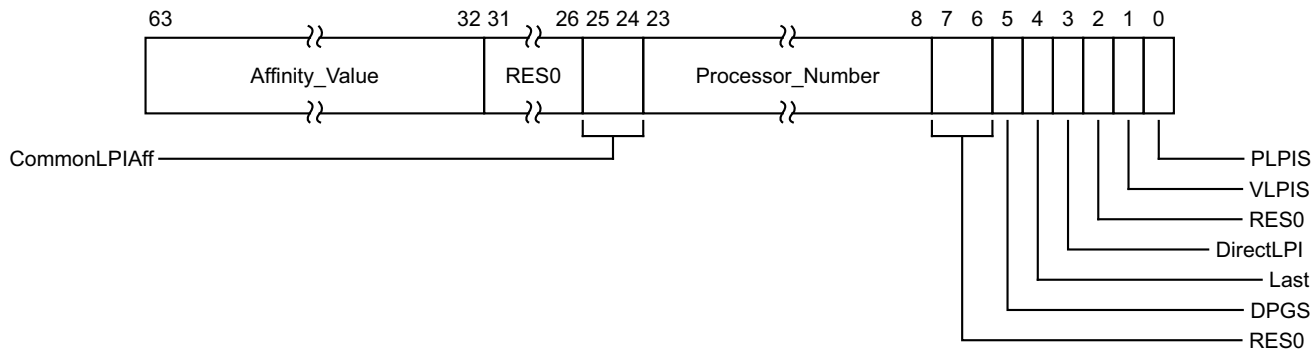 63 32 31 26 25 24 23 8 7 6 5 4 3 2 1 0
Affinity_Value RES0 Processor_Number
CommonLPIAff PLPIS
VLPIS
RES0
DirectLPI
Last
DPGS
RES0